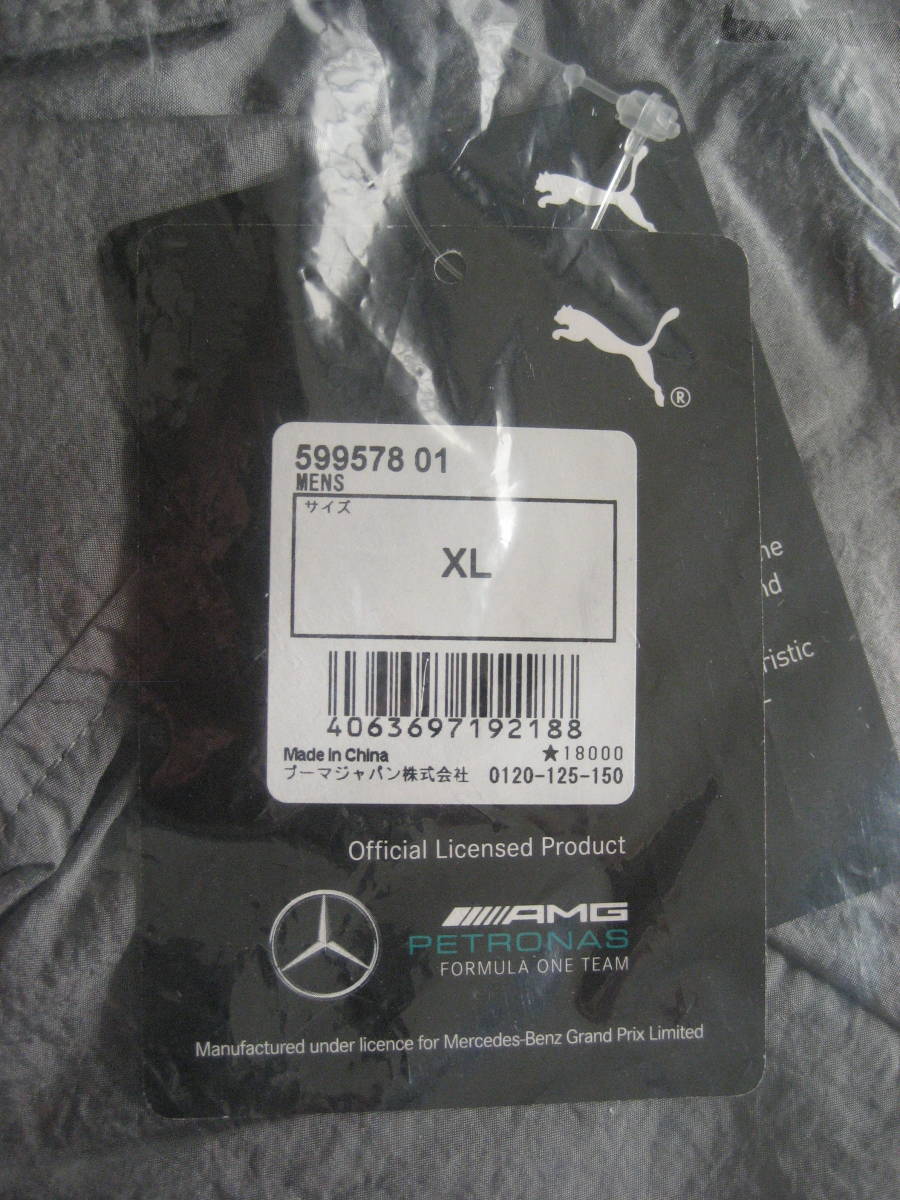 ®
599578 01
MENS
サイズ
XL
4063697192188
Made in China ★18000
プーマジャパン株式会社 0120-125-150
Official Licensed Product
AMG
PETRONAS
FORMULA ONE TEAM
Manufactured under licence for Mercedes-Benz Grand Prix Limited